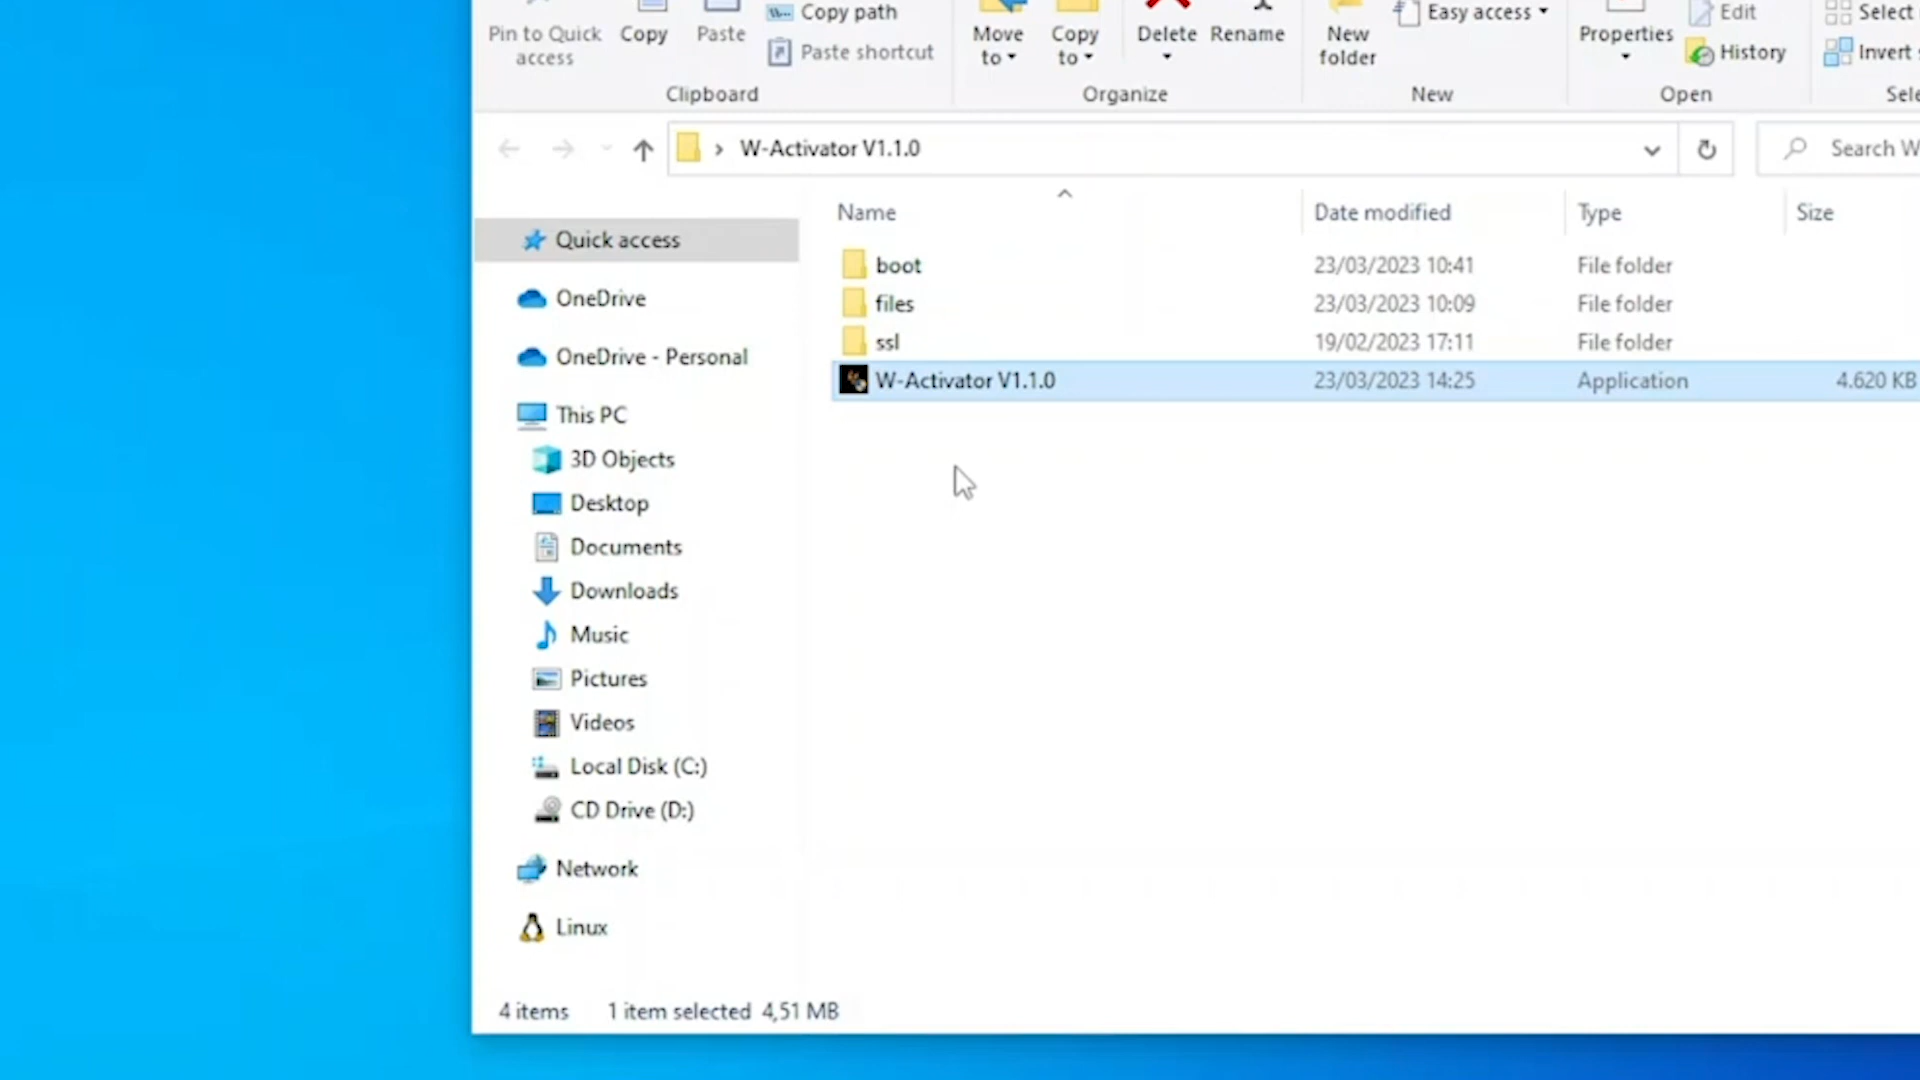 Copy path
Easy access
Edit
Select
Pin to Quick access
Copy
Paste
Paste shortcut
Move to
Copy to
Delete
Rename
New folder
Properties
History
Invert
Clipboard
Organize
New
Open
W-Activator V1.1.0
Search W
Name
Date modified
Type
Size
Quick access
boot 23/03/2023 10:41 File folder
files 23/03/2023 10:09 File folder
ssl 19/02/2023 17:11 File folder
W-Activator V1.1.0 23/03/2023 14:25 Application 4.620 KB
OneDrive
OneDrive - Personal
This PC
3D Objects
Desktop
Documents
Downloads
Music
Pictures
Videos
Local Disk (C:)
CD Drive (D:)
Network
Linux
4 items 1 item selected 4,51 MB